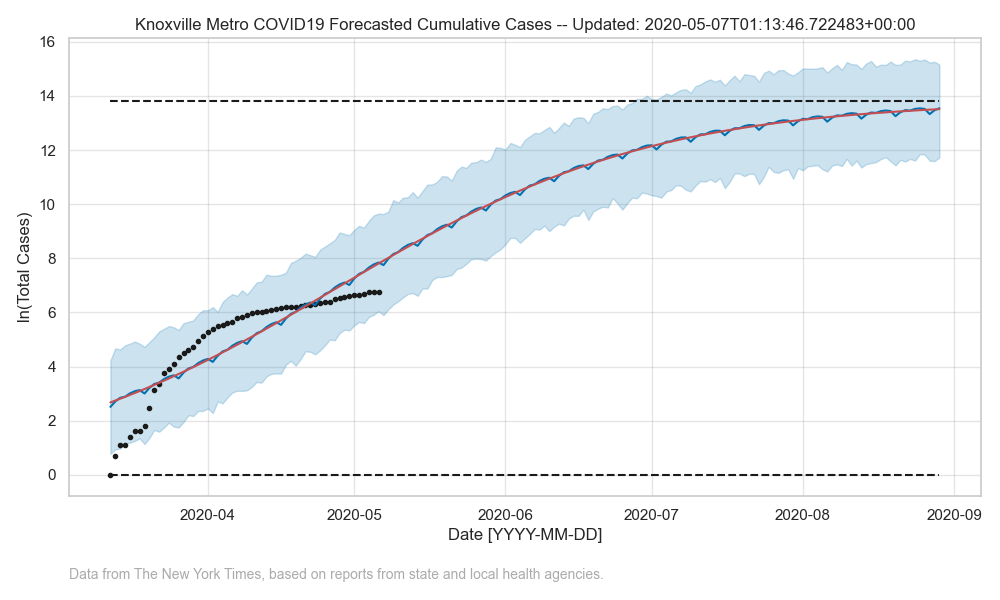 Knoxville Metro COVID19 Forecasted Cumulative Cases -- Updated: 2020-05-07T01:13:46.722483+00:00
16
14
12
10
8
6
4
2
0
ln(Total Cases)
2020-04 2020-05 2020-06 2020-07 2020-08 2020-09
Date [YYYY-MM-DD]
Data from The New York Times, based on reports from state and local health agencies.